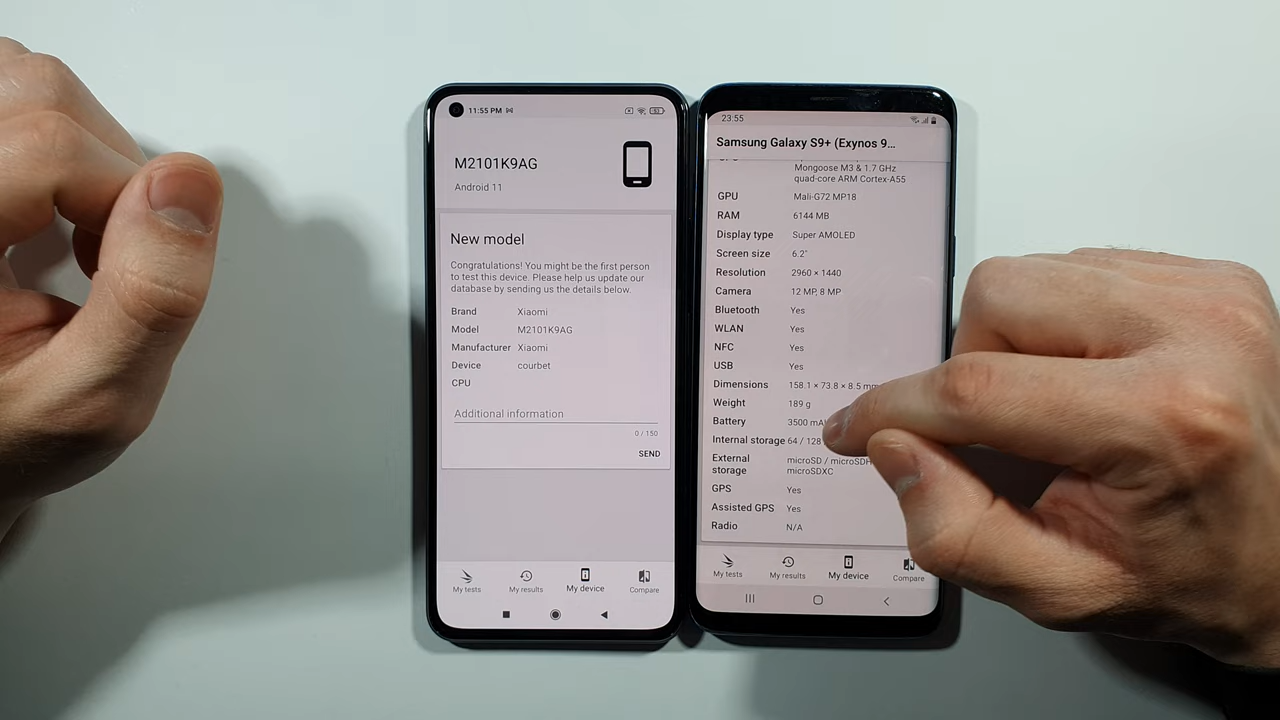 11:55 PM
M2101K9AG
Android 11
New model
Congratulations! You might be the first person
to test this device. Please help us update our
database by sending us the details below.
Brand Xiaomi
Model M2101K9AG
Manufacturer Xiaomi
Device courbet
CPU
Additional information
0 / 150
SEND
My tests My results My device Compare
23:55
Samsung Galaxy S9+ (Exynos 9...
Mongoose M3 & 1.7 GHz
quad-core ARM Cortex-A55
GPU Mali-G72 MP18
RAM 6144 MB
Display type Super AMOLED
Screen size 6.2"
Resolution 2960 × 1440
Camera 12 MP, 8 MP
Bluetooth Yes
WLAN Yes
NFC Yes
USB Yes
Dimensions 158.1 × 73.8 × 8.5 mm
Weight 189 g
Battery 3500
Internal storage 64 / 128
External microSD /
storage microSDXC
GPS Yes
Assisted GPS Yes
Radio N/A
My tests My results My device Compare